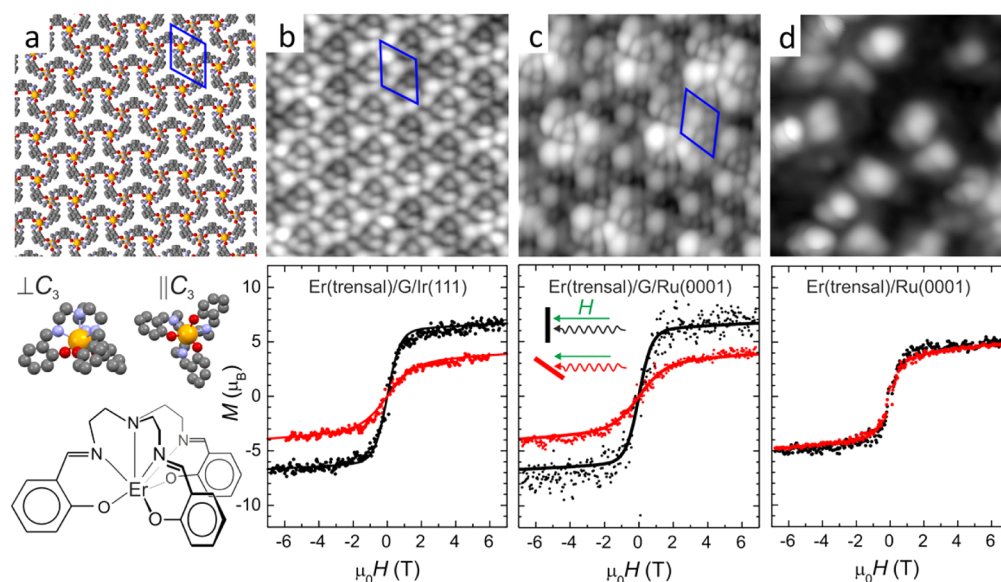 a
b
c
d
⊥C₃
∥C₃
N
N
N
N
Er
O
O
O
M (μ_B)
10
5
0
-5
-10
Er(trensal)/G/Ir(111)
-6 -4 -2 0 2 4 6
μ₀H (T)
Er(trensal)/G/Ru(0001)
H
-6 -4 -2 0 2 4 6
μ₀H (T)
Er(trensal)/Ru(0001)
-6 -4 -2 0 2 4 6
μ₀H (T)